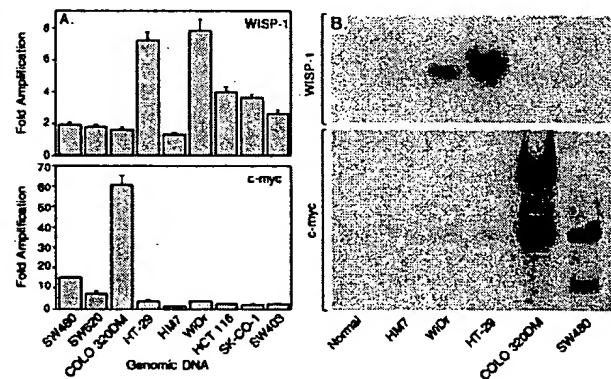 A.
WISP-1
8
6
4
2
0
Fold Amplification
c-myc
70
60
50
40
30
20
10
0
Fold Amplification
SW480
SW620
COLO 320DM
HT-29
HM7
WiDr
HCT 116
SK-CO-1
SW403
Genomic DNA
B.
WISP-1
c-myc
Normal
HM7
WiDr
HT-29
COLO 320DM
SW480